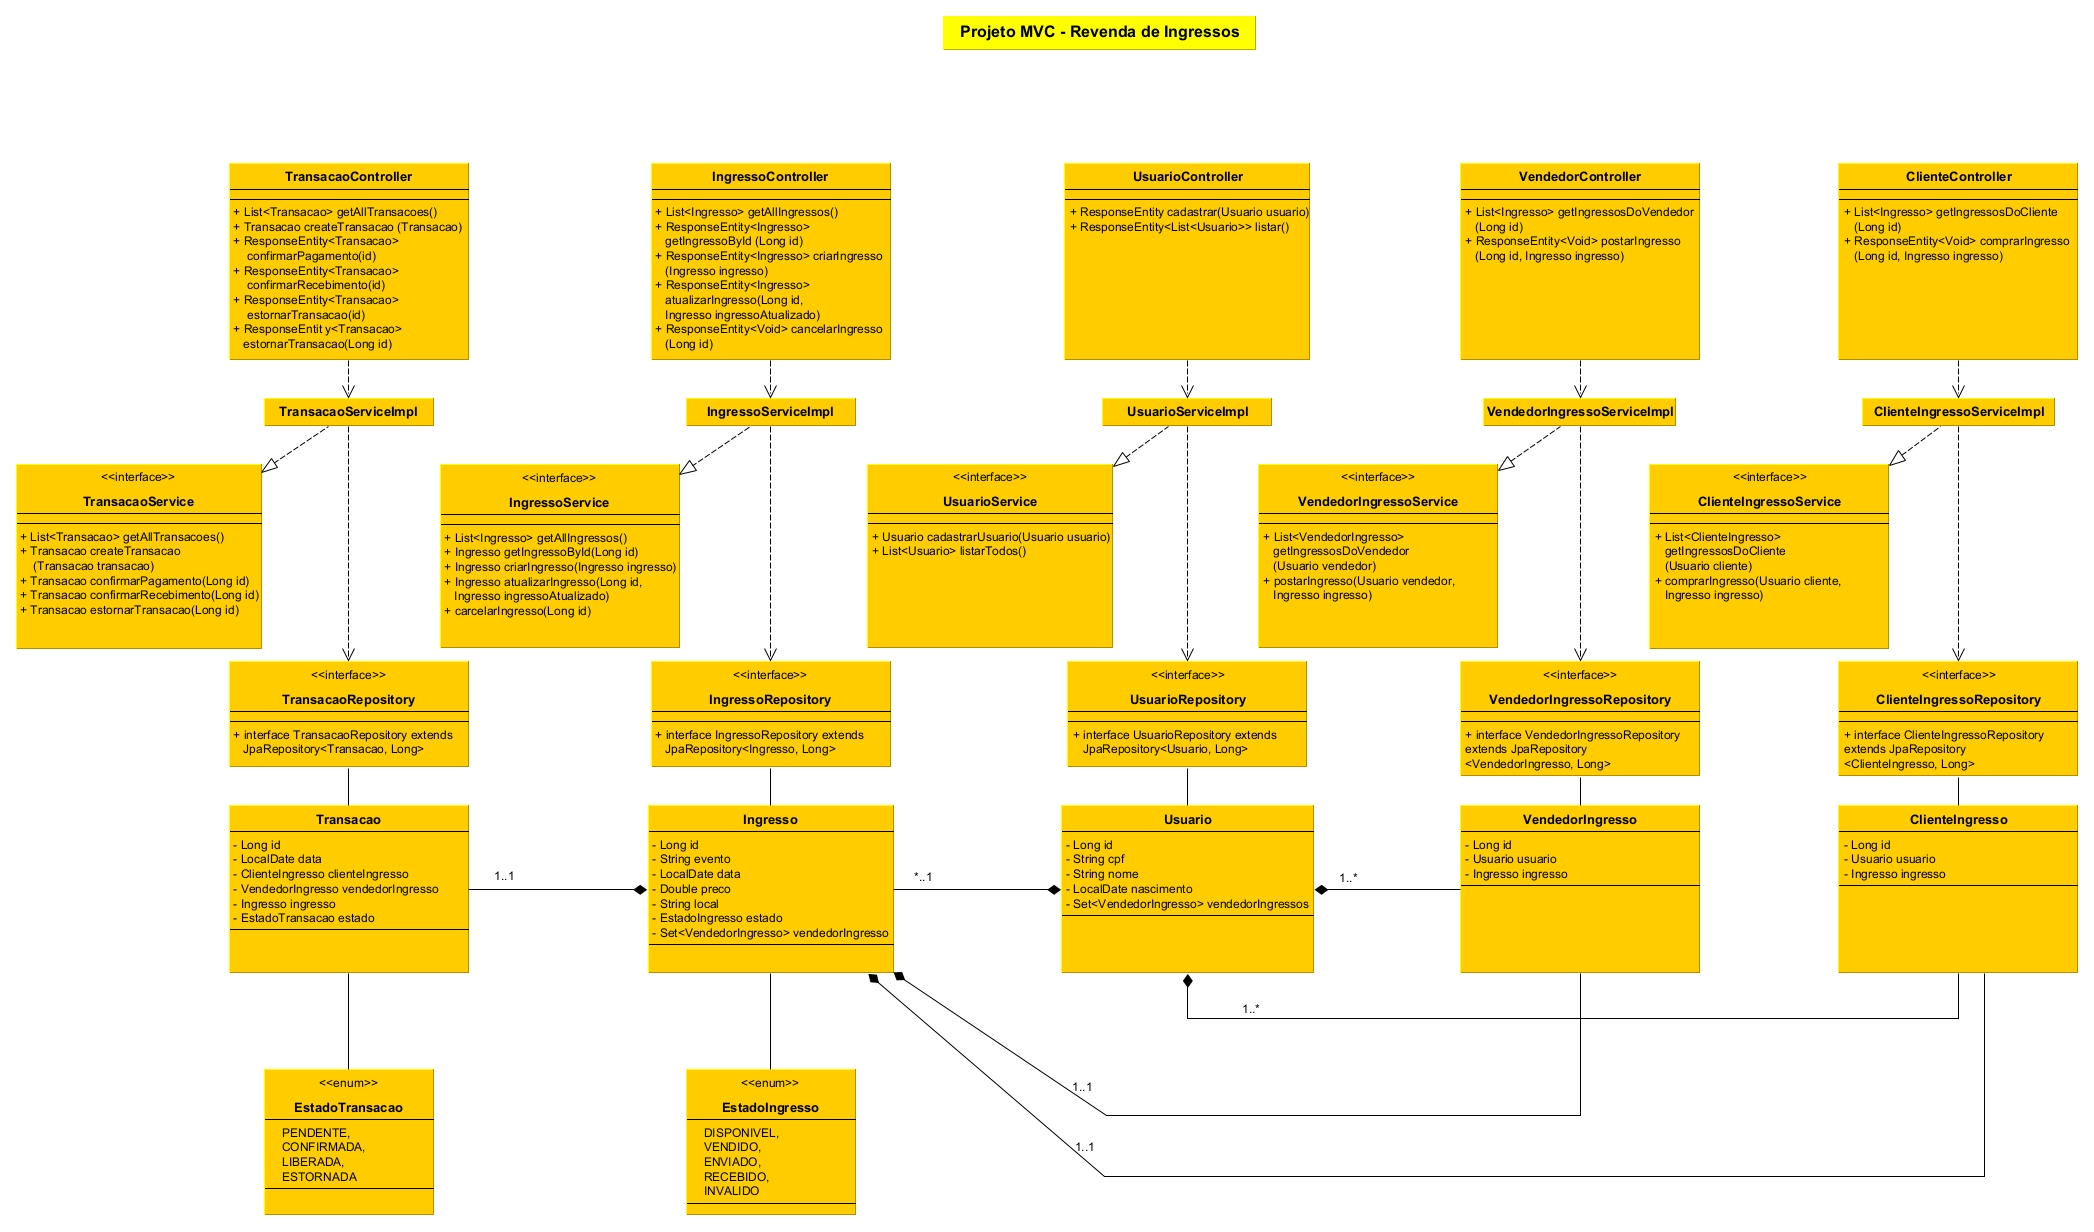 Projeto MVC - Revenda de Ingressos
TransacaoController
+ List<Transacao> getAllTransacoes()
+ Transacao createTransacao (Transacao)
+ ResponseEntity<Transacao>
confirmarPagamento(id)
+ ResponseEntity<Transacao>
confirmarRecebimento(id)
+ ResponseEntity<Transacao>
estornarTransacao(id)
+ ResponseEntit y<Transacao>
estornarTransacao(Long id)
IngressoController
+ List<Ingresso> getAllIngressos()
+ ResponseEntity<Ingresso>
getIngressoById (Long id)
+ ResponseEntity<Ingresso> criarIngresso
(Ingresso ingresso)
+ ResponseEntity<Ingresso>
atualizarIngresso(Long id,
Ingresso ingressoAtualizado)
+ ResponseEntity<Void> cancelarIngresso
(Long id)
UsuarioController
+ ResponseEntity cadastrar(Usuario usuario)
+ ResponseEntity<List<Usuario>> listar()
VendedorController
+ List<Ingresso> getIngressosDoVendedor
(Long id)
+ ResponseEntity<Void> postarIngresso
(Long id, Ingresso ingresso)
ClienteController
+ List<Ingresso> getIngressosDoCliente
(Long id)
+ ResponseEntity<Void> comprarIngresso
(Long id, Ingresso ingresso)
TransacaoServiceImpl
IngressoServiceImpl
UsuarioServiceImpl
VendedorIngressoServiceImpl
ClienteIngressoServiceImpl
<<interface>>
TransacaoService
+ List<Transacao> getAllTransacoes()
+ Transacao createTransacao
(Transacao transacao)
+ Transacao confirmarPagamento(Long id)
+ Transacao confirmarRecebimento(Long id)
+ Transacao estornarTransacao(Long id)
<<interface>>
IngressoService
+ List<Ingresso> getAllIngressos()
+ Ingresso getIngressoById(Long id)
+ Ingresso criarIngresso(Ingresso ingresso)
+ Ingresso atualizarIngresso(Long id,
Ingresso ingressoAtualizado)
+ carcelarIngresso(Long id)
<<interface>>
UsuarioService
+ Usuario cadastrarUsuario(Usuario usuario)
+ List<Usuario> listarTodos()
<<interface>>
VendedorIngressoService
+ List<VendedorIngresso>
getIngressosDoVendedor
(Usuario vendedor)
+ postarIngresso(Usuario vendedor,
Ingresso ingresso)
<<interface>>
ClienteIngressoService
+ List<ClienteIngresso>
getIngressosDoCliente
(Usuario cliente)
+ comprarIngresso(Usuario cliente,
Ingresso ingresso)
<<interface>>
TransacaoRepository
+ interface TransacaoRepository extends
JpaRepository<Transacao, Long>
<<interface>>
IngressoRepository
+ interface IngressoRepository extends
JpaRepository<Ingresso, Long>
<<interface>>
UsuarioRepository
+ interface UsuarioRepository extends
JpaRepository<Usuario, Long>
<<interface>>
VendedorIngressoRepository
+ interface VendedorIngressoRepository
extends JpaRepository
<VendedorIngresso, Long>
<<interface>>
ClienteIngressoRepository
+ interface ClienteIngressoRepository
extends JpaRepository
<ClienteIngresso, Long>
Transacao
- Long id
- LocalDate data
- ClienteIngresso clienteIngresso
- VendedorIngresso vendedorIngresso
- Ingresso ingresso
- EstadoTransacao estado
1..1
Ingresso
- Long id
- String evento
- LocalDate data
- Double preco
- String local
- EstadoIngresso estado
- Set<VendedorIngresso> vendedorIngresso
*..1
Usuario
- Long id
- String cpf
- String nome
- LocalDate nascimento
- Set<VendedorIngresso> vendedorIngressos
1..*
VendedorIngresso
- Long id
- Usuario usuario
- Ingresso ingresso
ClienteIngresso
- Long id
- Usuario usuario
- Ingresso ingresso
1..*
1..1
1..1
<<enum>>
EstadoTransacao
PENDENTE,
CONFIRMADA,
LIBERADA,
ESTORNADA
<<enum>>
EstadoIngresso
DISPONIVEL,
VENDIDO,
ENVIADO,
RECEBIDO,
INVALIDO